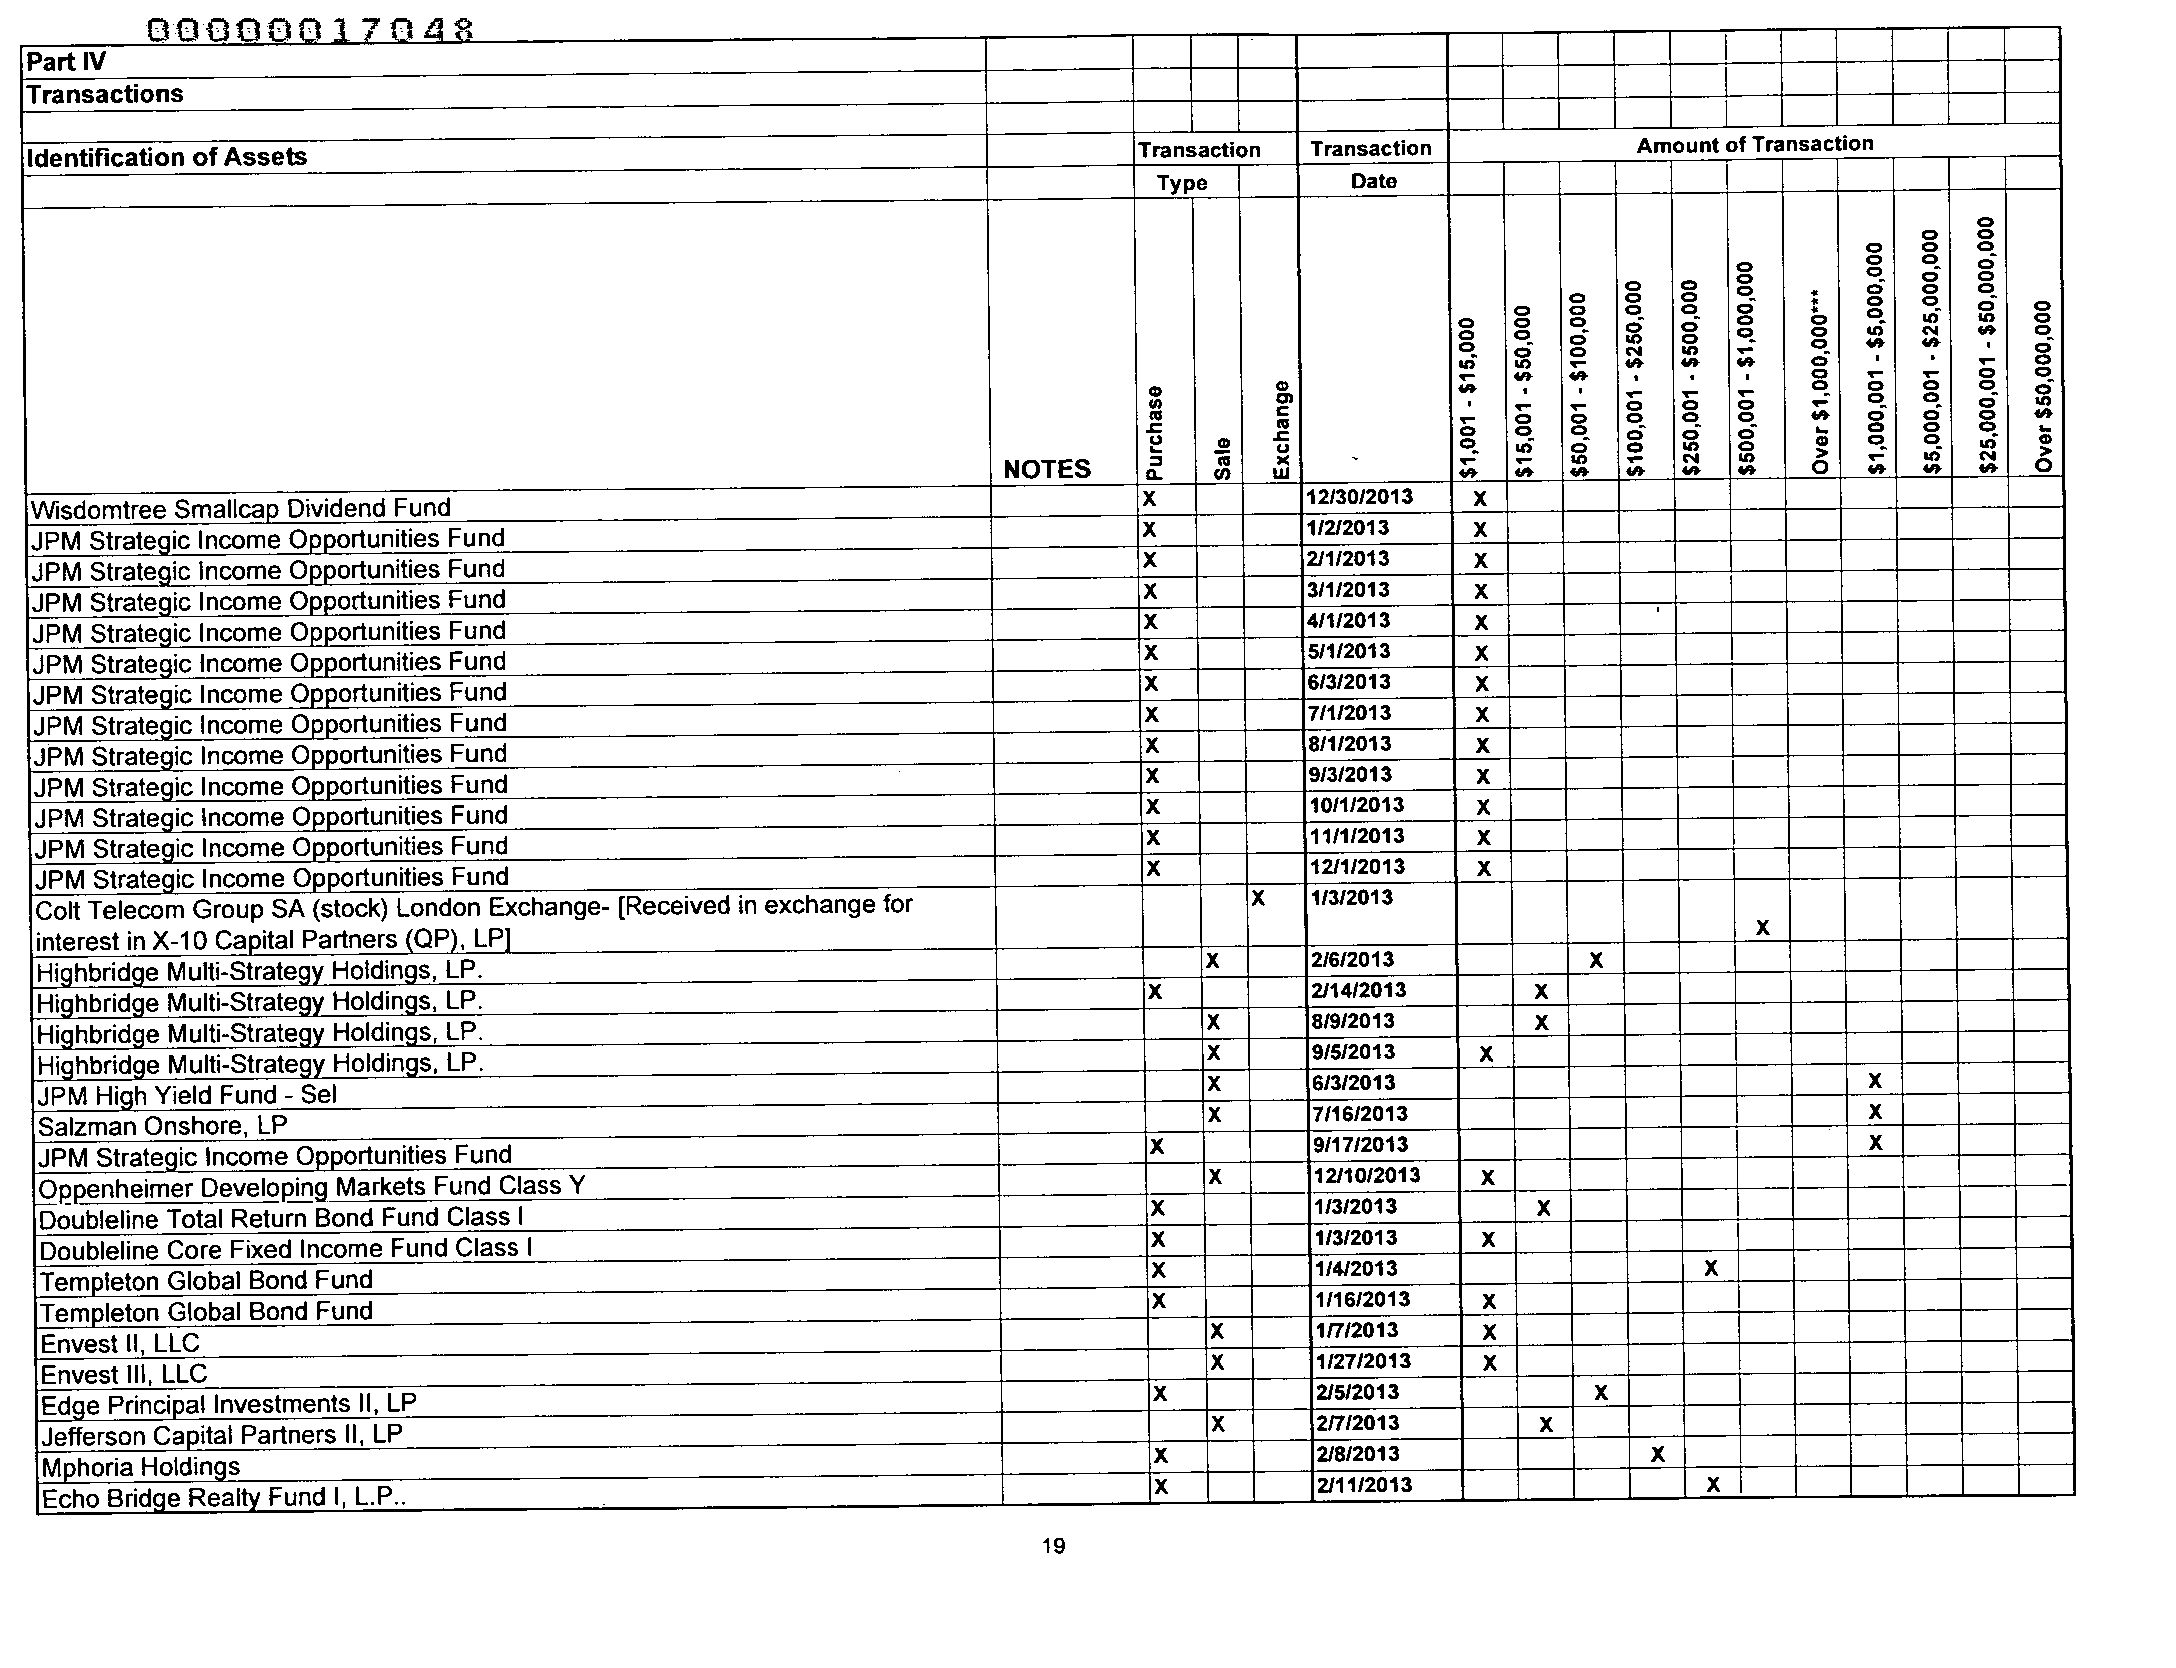 00000017048
Part IV
Transactions
Identification of Assets Transaction Transaction Amount of Transaction
Type Date
NOTES Purchase Sale Exchange $1,001 - $15,000 $15,001 - $50,000 $50,001 - $100,000 $100,001 - $250,000 $250,001 - $500,000 $500,001 - $1,000,000 Over $1,000,000*** $1,000,001 - $5,000,000 $5,000,001 - $25,000,000 $25,000,001 - $50,000,000 Over $50,000,000
Wisdomtree Smallcap Dividend Fund X 12/30/2013 X
JPM Strategic Income Opportunities Fund X 1/2/2013 X
JPM Strategic Income Opportunities Fund X 2/1/2013 X
JPM Strategic Income Opportunities Fund X 3/1/2013 X
JPM Strategic Income Opportunities Fund X 4/1/2013 X
JPM Strategic Income Opportunities Fund X 5/1/2013 X
JPM Strategic Income Opportunities Fund X 6/3/2013 X
JPM Strategic Income Opportunities Fund X 7/1/2013 X
JPM Strategic Income Opportunities Fund X 8/1/2013 X
JPM Strategic Income Opportunities Fund X 9/3/2013 X
JPM Strategic Income Opportunities Fund X 10/1/2013 X
JPM Strategic Income Opportunities Fund X 11/1/2013 X
JPM Strategic Income Opportunities Fund X 12/1/2013 X
Colt Telecom Group SA (stock) London Exchange- [Received in exchange for X 1/3/2013
interest in X-10 Capital Partners (QP), LP] X
Highbridge Multi-Strategy Holdings, LP. X 2/6/2013 X
Highbridge Multi-Strategy Holdings, LP. X 2/14/2013 X
Highbridge Multi-Strategy Holdings, LP. X 8/9/2013 X
Highbridge Multi-Strategy Holdings, LP. X 9/5/2013 X
JPM High Yield Fund - Sel X 6/3/2013 X
Salzman Onshore, LP X 7/16/2013 X
JPM Strategic Income Opportunities Fund X 9/17/2013 X
Oppenheimer Developing Markets Fund Class Y X 12/10/2013 X
Doubleline Total Return Bond Fund Class I X 1/3/2013 X
Doubleline Core Fixed Income Fund Class I X 1/3/2013 X
Templeton Global Bond Fund X 1/4/2013 X
Templeton Global Bond Fund X 1/16/2013 X
Envest II, LLC X 1/7/2013 X
Envest III, LLC X 1/27/2013 X
Edge Principal Investments II, LP X 2/5/2013 X
Jefferson Capital Partners II, LP X 2/7/2013 X
Mphoria Holdings X 2/8/2013 X
Echo Bridge Realty Fund I, L.P.. X 2/11/2013 X
19